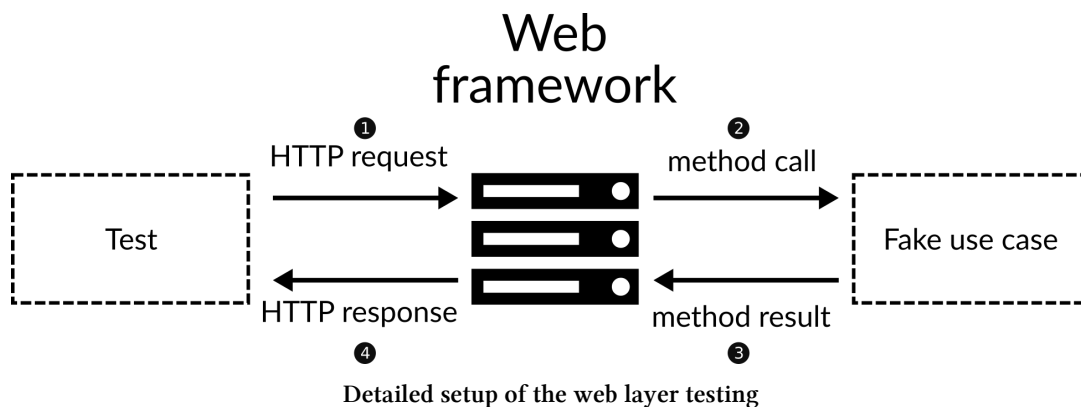 Web
framework
❶
HTTP request
❷
method call
Test
Fake use case
HTTP response
❹
method result
❸
Detailed setup of the web layer testing